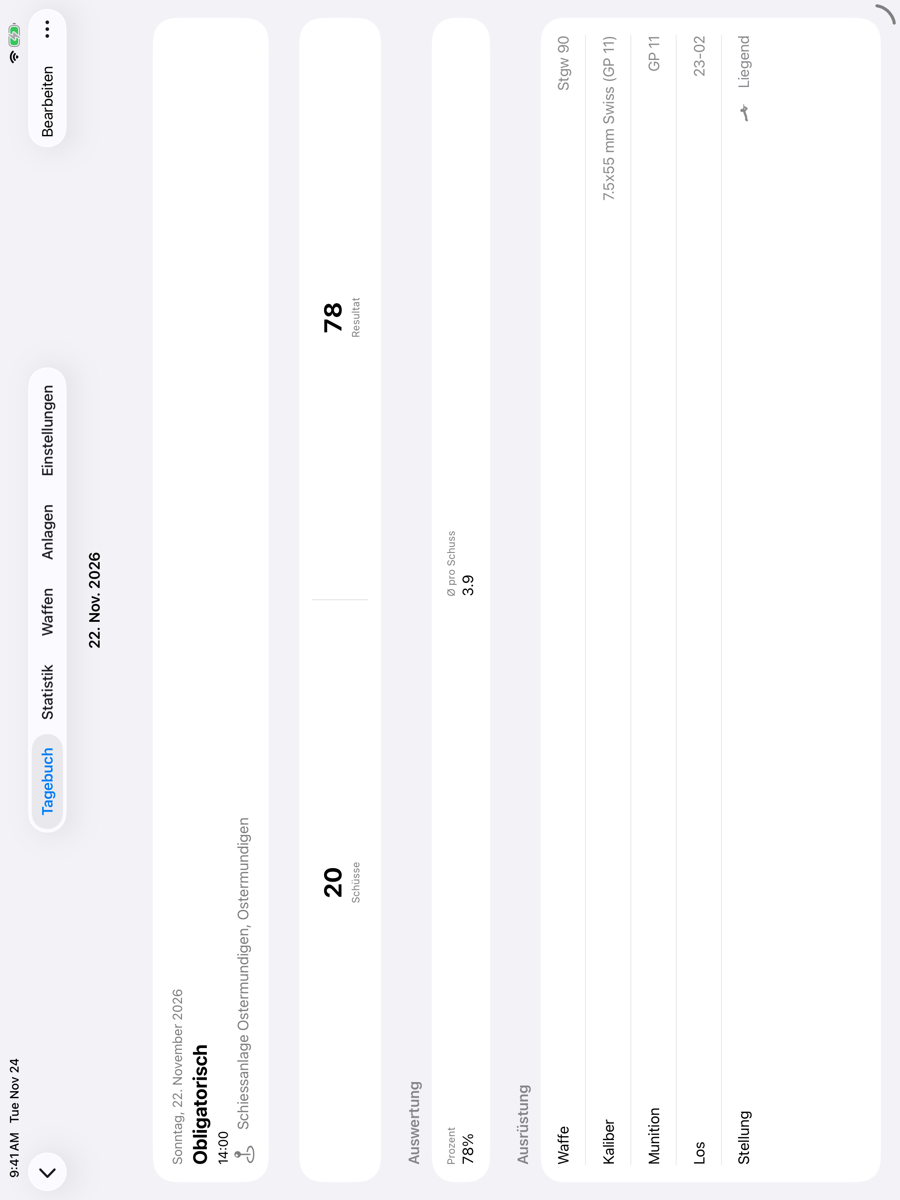 9:41 AM Tue Nov 24
Tagebuch Statistik Waffen Anlagen Einstellungen
Bearbeiten
22. Nov. 2026
Sonntag, 22. November 2026
Obligatorisch
14:00
Schiessanlage Ostermundigen, Ostermundigen
20 78
Schüsse Resultat
Auswertung
Prozent Ø pro Schuss
78% 3.9
Ausrüstung
Waffe Stgw 90
Kaliber 7.5x55 mm Swiss (GP 11)
Munition GP 11
Los 23-02
Stellung Liegend